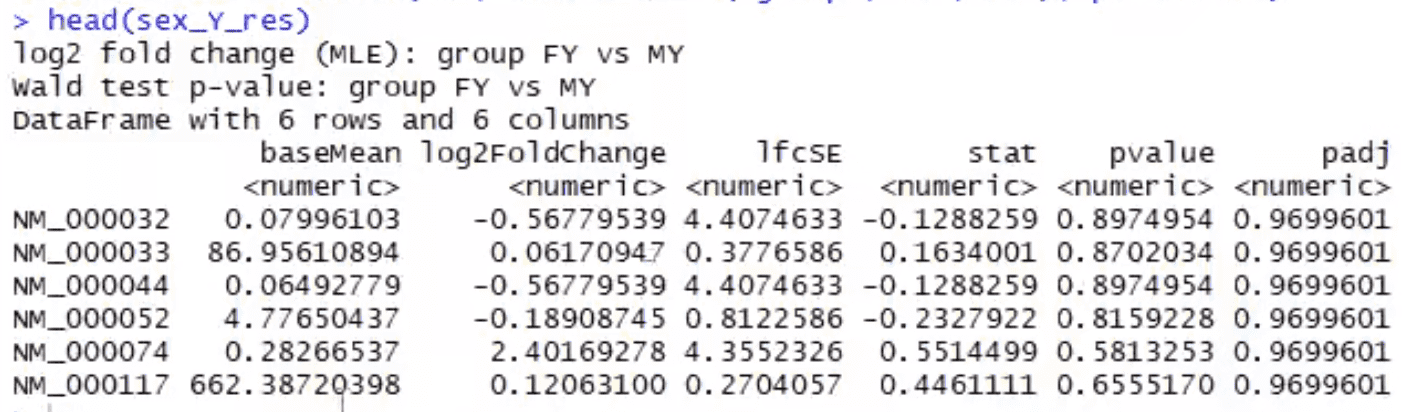 > head(sex_Y_res)
log2 fold change (MLE): group FY vs MY
Wald test p-value: group FY vs MY
DataFrame with 6 rows and 6 columns
baseMean log2FoldChange lfcSE stat pvalue padj
<numeric> <numeric> <numeric> <numeric> <numeric> <numeric>
NM_000032 0.07996103 -0.56779539 4.4074633 -0.1288259 0.8974954 0.9699601
NM_000033 86.95610894 0.06170947 0.3776586 0.1634001 0.8702034 0.9699601
NM_000044 0.06492779 -0.56779539 4.4074633 -0.1288259 0.8974954 0.9699601
NM_000052 4.77650437 -0.18908745 0.8122586 -0.2327922 0.8159228 0.9699601
NM_000074 0.28266537 2.40169278 4.3552326 0.5514499 0.5813253 0.9699601
NM_000117 662.38720398 0.12063100 0.2704057 0.4461111 0.6555170 0.9699601